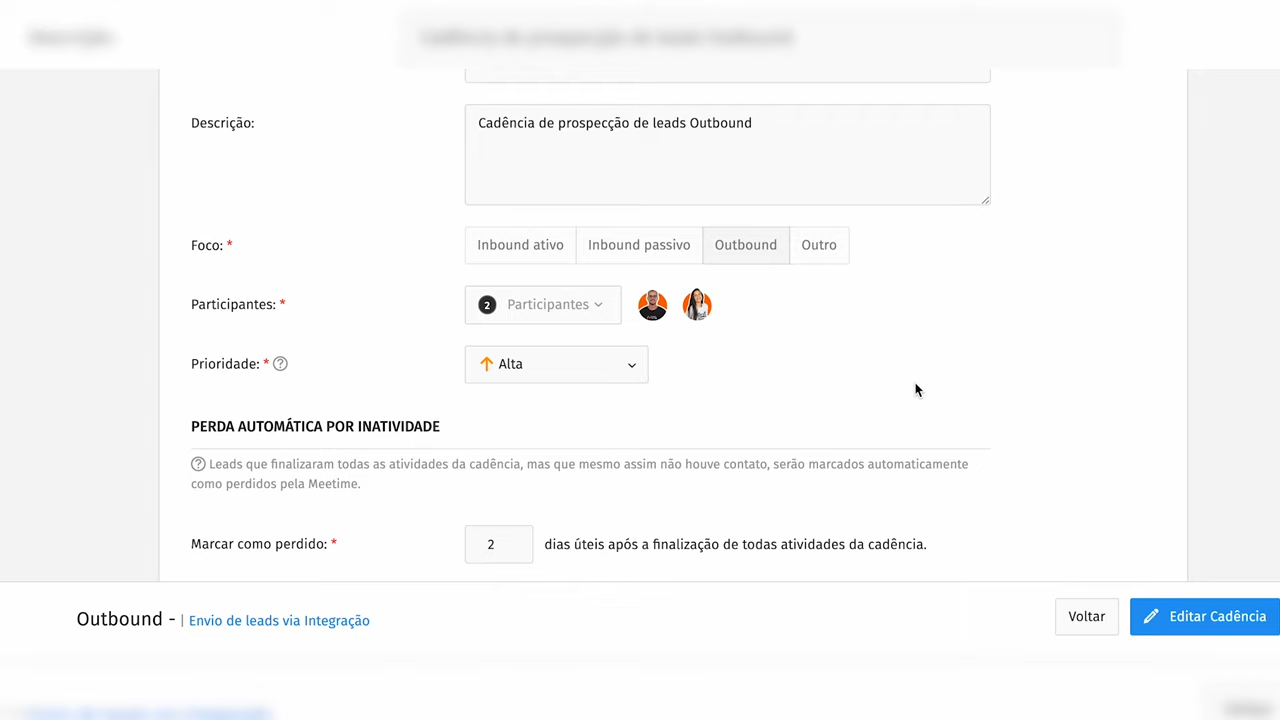 Descrição:
Cadência de prospecção de leads Outbound
Foco: *
Inbound ativo
Inbound passivo
Outbound
Outro
Participantes: *
2 Participantes
Prioridade: *
Alta
PERDA AUTOMÁTICA POR INATIVIDADE
Leads que finalizaram todas as atividades da cadência, mas que mesmo assim não houve contato, serão marcados automaticamente
como perdidos pela Meetime.
Marcar como perdido: *
2
dias úteis após a finalização de todas atividades da cadência.
Outbound - | Envio de leads via Integração
Voltar
Editar Cadência